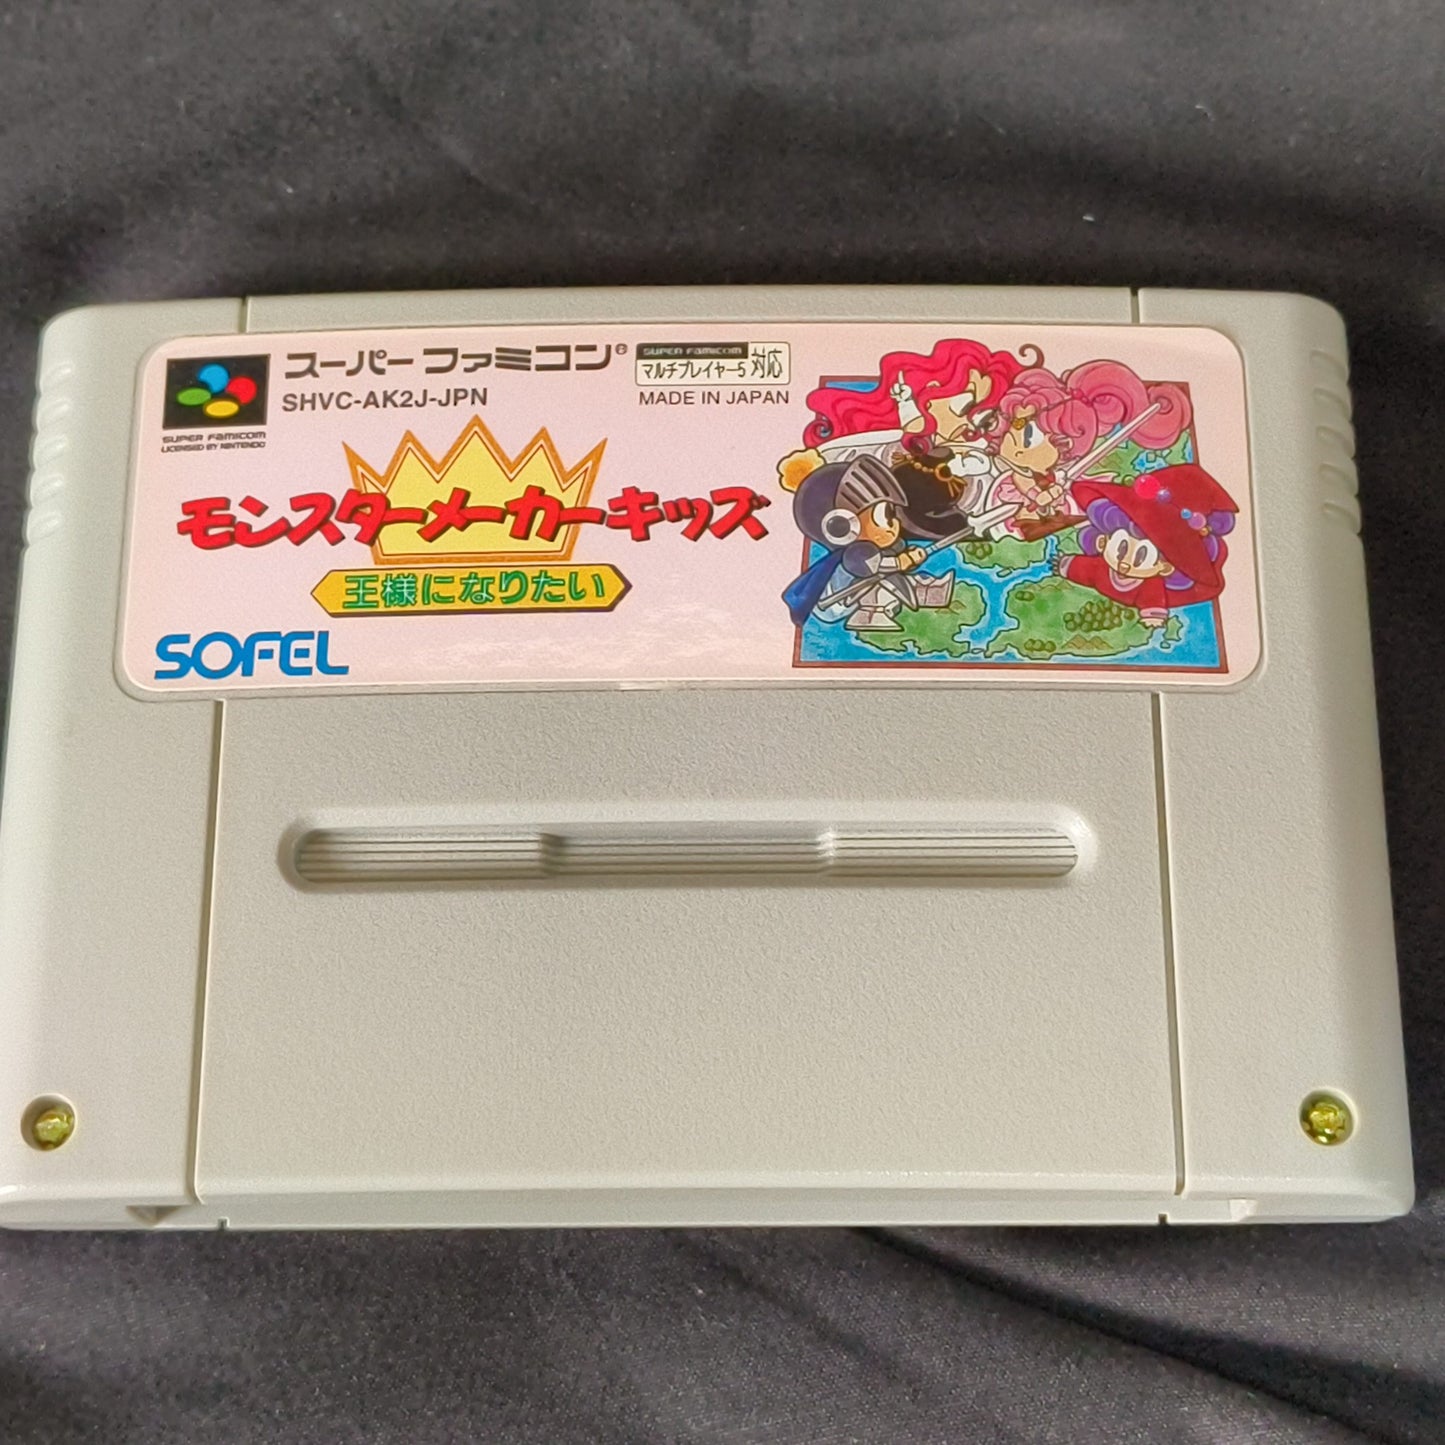 スーパーファミコン®
SHVC-AK2J-JPN
SUPER FAMICOM
マルチプレイヤー5 対応
MADE IN JAPAN
SUPER FAMICOM
LICENSED BY NINTENDO
モンスターメーカーキッズ
王様になりたい
SOFEL